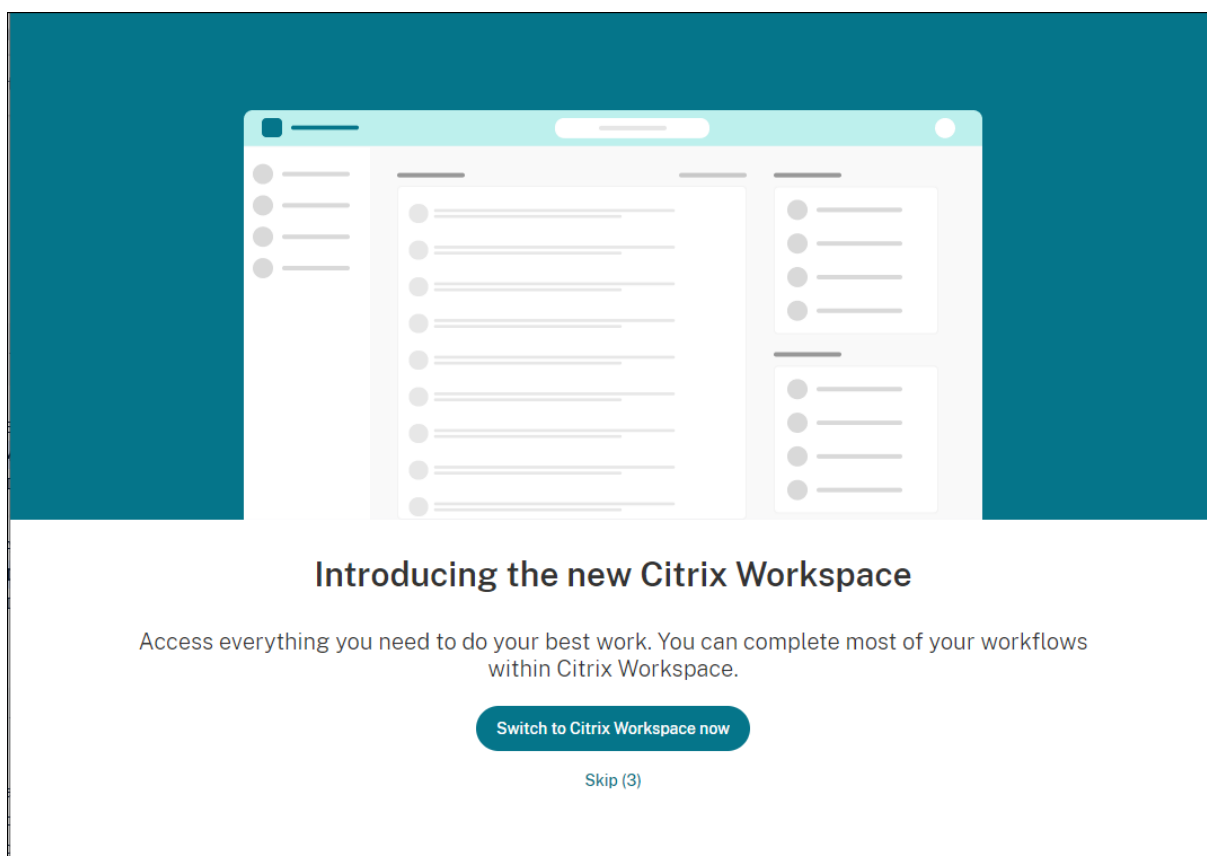 Introducing the new Citrix Workspace
Access everything you need to do your best work. You can complete most of your workflows
within Citrix Workspace.
Switch to Citrix Workspace now
Skip (3)